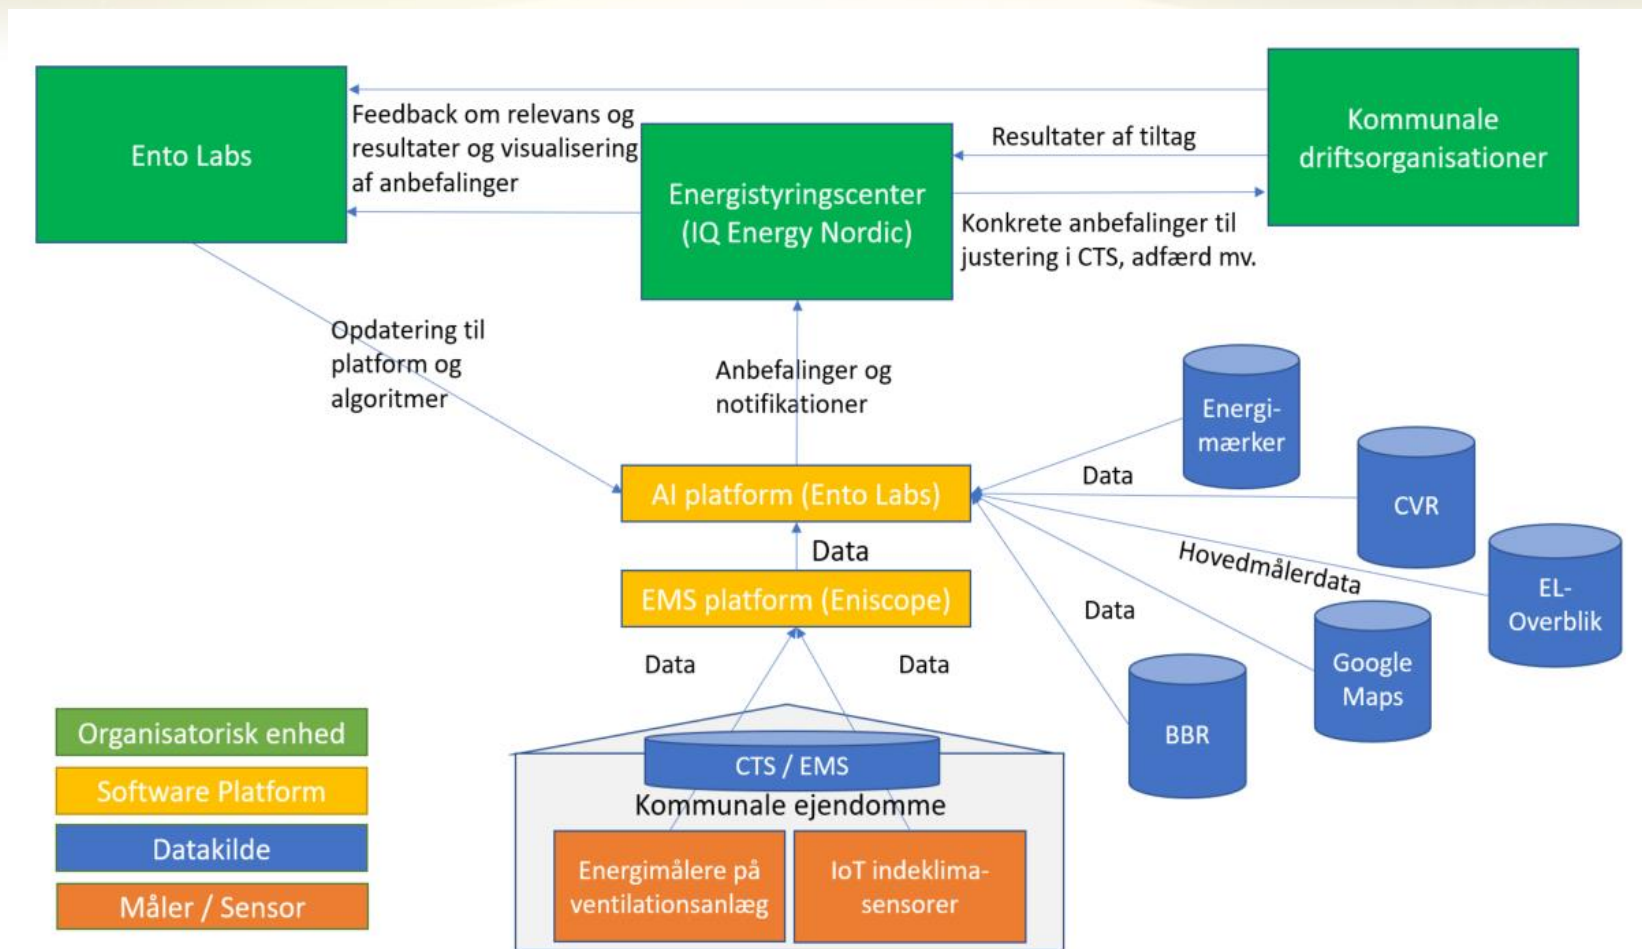 Ento Labs
Feedback om relevans og
resultater og visualisering
af anbefalinger
Energistyringscenter
(IQ Energy Nordic)
Resultater af tiltag
Konkrete anbefalinger til
justering i CTS, adfærd mv.
Kommunale
driftsorganisationer
Opdatering til
platform og
algoritmer
Anbefalinger og
notifikationer
AI platform (Ento Labs)
Data
EMS platform (Eniscope)
Data
Data
Energi-
mærker
Data
CVR
Hovedmålerdata
EL-
Overblik
Data
Google
Maps
BBR
CTS / EMS
Kommunale ejendomme
Energimålere på
ventilationsanlæg
IoT indeklima-
sensorer
Organisatorisk enhed
Software Platform
Datakilde
Måler / Sensor